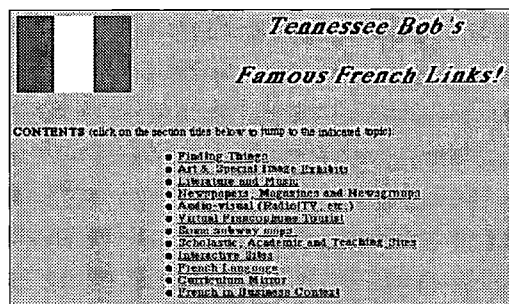 Tennessee Bob's
Famous French Links!
CONTENTS (click on the section titles below to jump to the indicated topic):
Finding Things
Art & Special Image Exhibits
Literature and Music
Newspapers, Magazines and Newsgroups
Audio-visual (Radio, TV, etc.)
Virtual Francophone Tourist
Some subway maps
Scholastic, Academic and Teaching Sites
Interactive Sites
French Language
Curriculum Mirror
French in Business Context